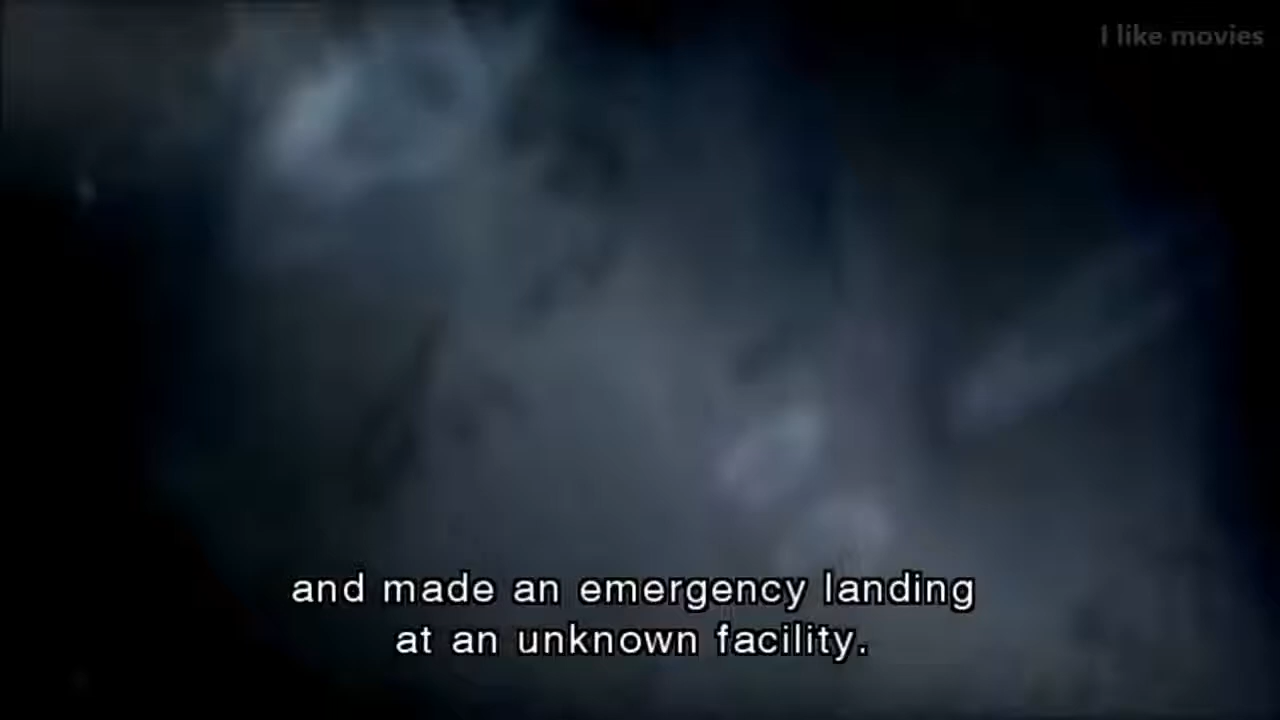 I like movies
and made an emergency landing
at an unknown facility.